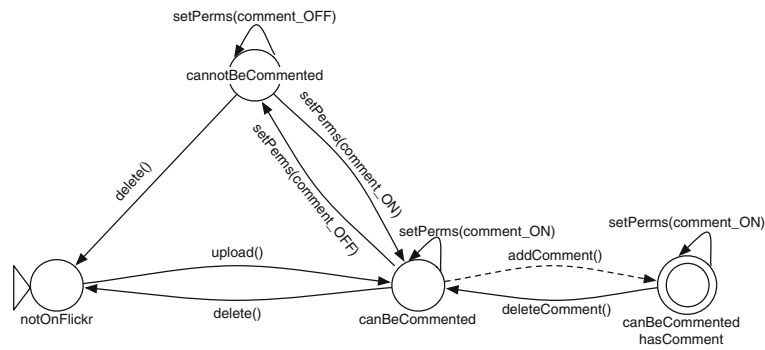 setPerms(comment_OFF)
cannotBeCommented
setPerms(comment_ON)
setPerms(comment_OFF)
delete()
setPerms(comment_ON)
setPerms(comment_ON)
upload()
addComment()
delete()
deleteComment()
notOnFlickr
canBeCommented
canBeCommented
hasComment